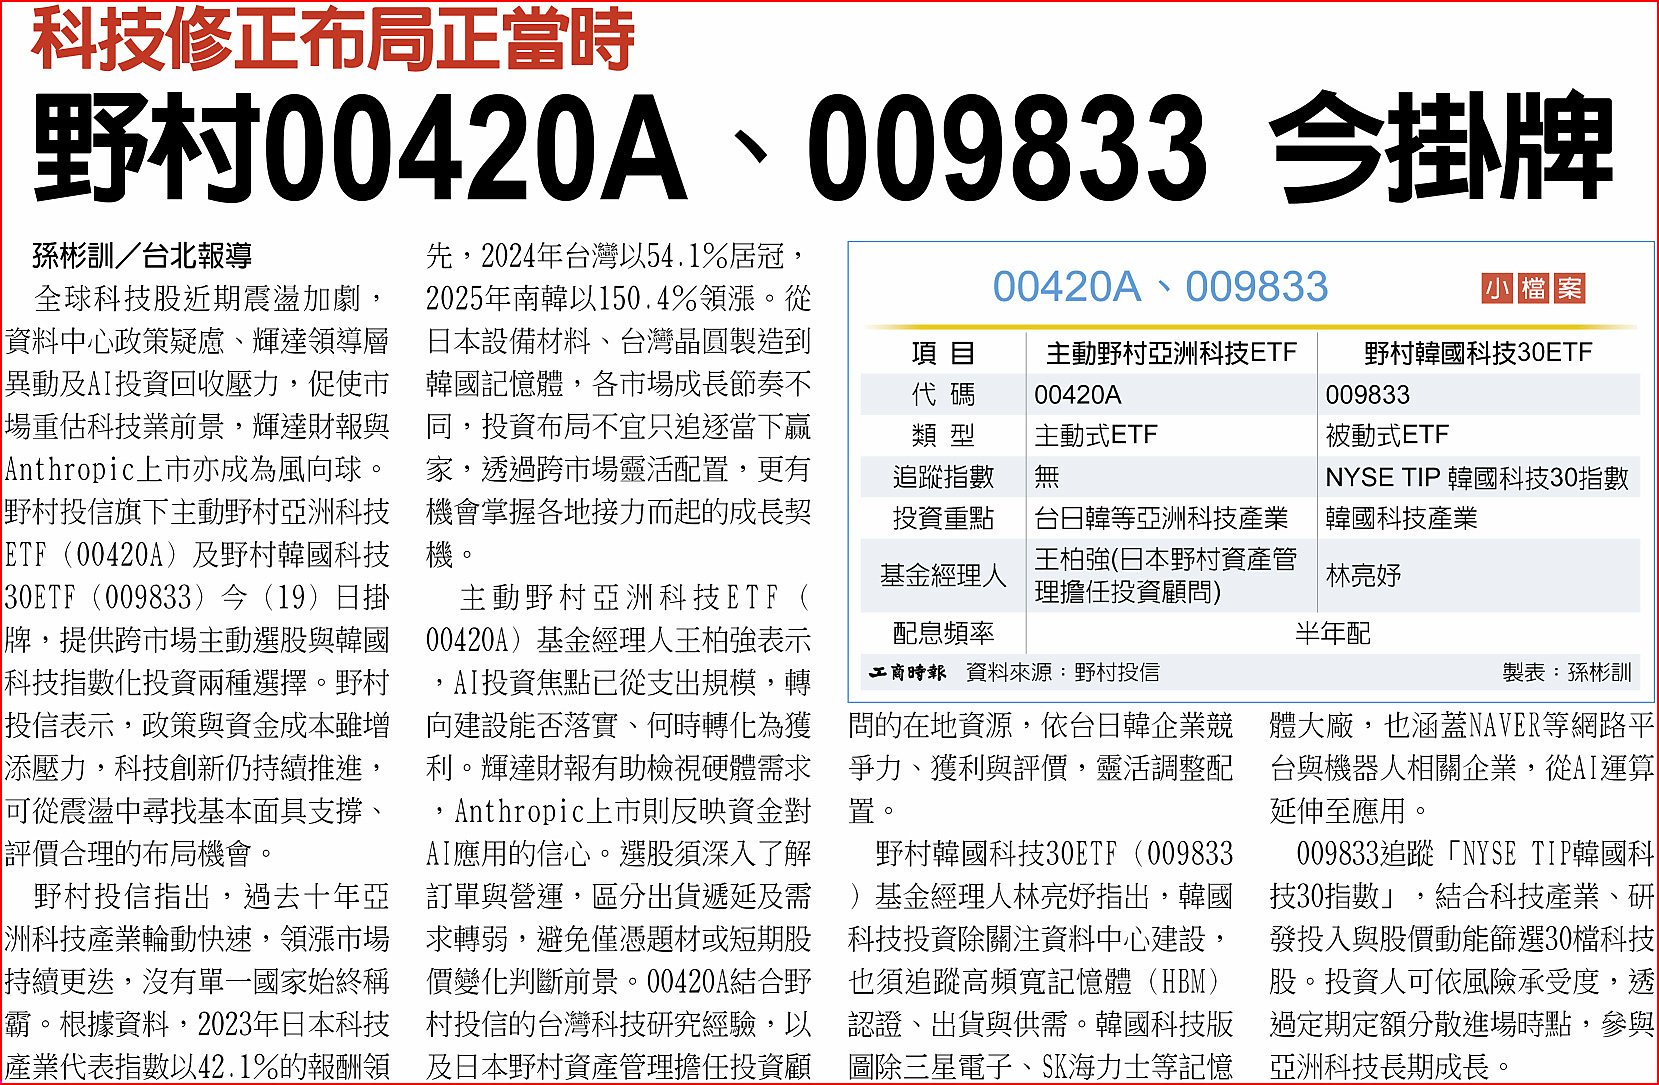 科技修正布局正當時
野村00420A、009833 今掛牌
孫彬訓／台北報導
全球科技股近期震盪加劇，
資料中心政策疑慮、輝達領導層
異動及AI投資回收壓力，促使市
場重估科技業前景，輝達財報與
Anthropic上市亦成為風向球。
野村投信旗下主動野村亞洲科技
ETF（00420A）及野村韓國科技
30ETF（009833）今（19）日掛
牌，提供跨市場主動選股與韓國
科技指數化投資兩種選擇。野村
投信表示，政策與資金成本雖增
添壓力，科技創新仍持續推進，
可從震盪中尋找基本面具支撐、
評價合理的布局機會。
野村投信指出，過去十年亞
洲科技產業輪動快速，領漲市場
持續更迭，沒有單一國家始終稱
霸。根據資料，2023年日本科技
產業代表指數以42.1%的報酬領
先，2024年台灣以54.1%居冠，
2025年南韓以150.4%領漲。從
日本設備材料、台灣晶圓製造到
韓國記憶體，各市場成長節奏不
同，投資布局不宜只追逐當下贏
家，透過跨市場靈活配置，更有
機會掌握各地接力而起的成長契
機。
主動野村亞洲科技ETF（
00420A）基金經理人王柏強表示
，AI投資焦點已從支出規模，轉
向建設能否落實、何時轉化為獲
利。輝達財報有助檢視硬體需求
，Anthropic上市則反映資金對
AI應用的信心。選股須深入了解
訂單與營運，區分出貨遞延及需
求轉弱，避免僅憑題材或短期股
價變化判斷前景。00420A結合野
村投信的台灣科技研究經驗，以
及日本野村資產管理擔任投資顧
00420A、009833 小檔案
項目 主動野村亞洲科技ETF 野村韓國科技30ETF
代碼 00420A 009833
類型 主動式ETF 被動式ETF
追蹤指數 無 NYSE TIP 韓國科技30指數
投資重點 台日韓等亞洲科技產業 韓國科技產業
基金經理人 王柏強(日本野村資產管
理擔任投資顧問) 林亮妤
配息頻率 半年配
工商時報 資料來源：野村投信 製表：孫彬訓
問的在地資源，依台日韓企業競
爭力、獲利與評價，靈活調整配
置。
野村韓國科技30ETF（009833
）基金經理人林亮妤指出，韓國
科技投資除關注資料中心建設，
也須追蹤高頻寬記憶體（HBM）
認證、出貨與供需。韓國科技版
圖除三星電子、SK海力士等記憶
體大廠，也涵蓋NAVER等網路平
台與機器人相關企業，從AI運算
延伸至應用。
009833追蹤「NYSE TIP韓國科
技30指數」，結合科技產業、研
發投入與股價動能篩選30檔科技
股。投資人可依風險承受度，透
過定期定額分散進場時點，參與
亞洲科技長期成長。